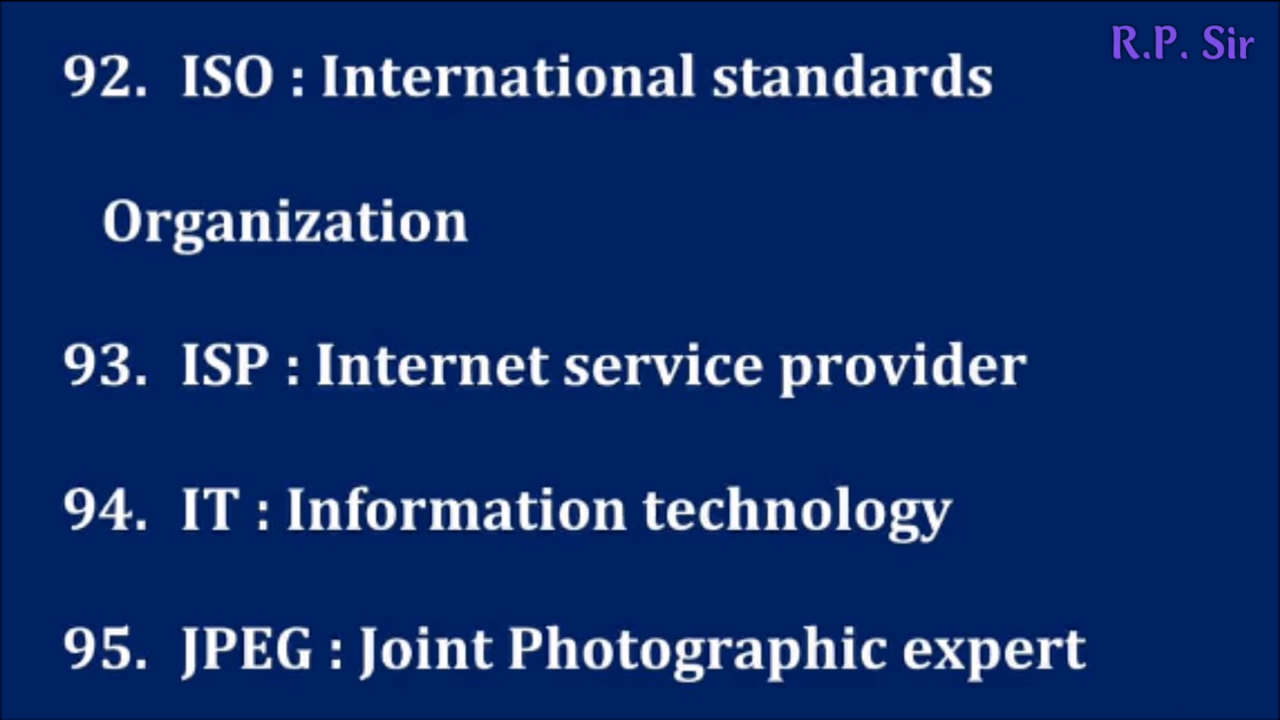 R.P. Sir
92. ISO : International standards
Organization
93. ISP : Internet service provider
94. IT : Information technology
95. JPEG : Joint Photographic expert